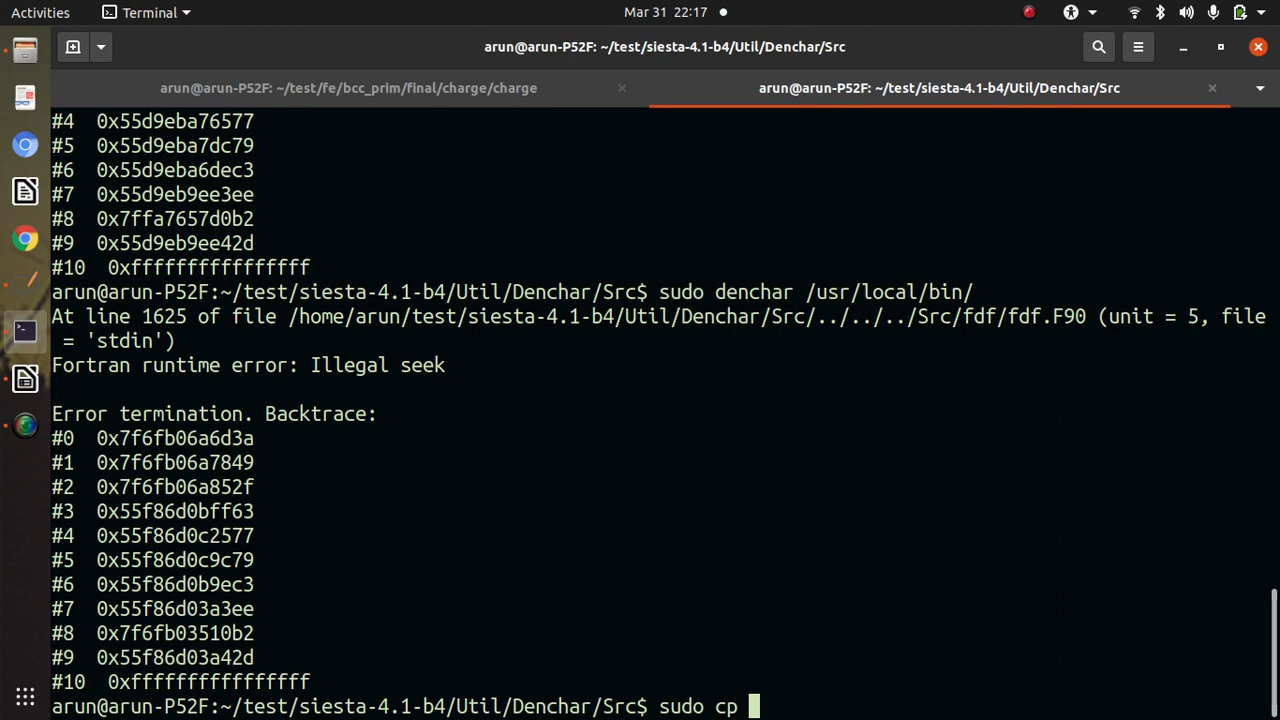 Activities
Terminal
Mar 31 22:17
arun@arun-P52F: ~/test/siesta-4.1-b4/Util/Denchar/Src
arun@arun-P52F: ~/test/fe/bcc_prim/final/charge/charge
arun@arun-P52F: ~/test/siesta-4.1-b4/Util/Denchar/Src
#4  0x55d9eba76577
#5  0x55d9eba7dc79
#6  0x55d9eba6dec3
#7  0x55d9eb9ee3ee
#8  0x7ffa7657d0b2
#9  0x55d9eb9ee42d
#10  0xffffffffffffffff
arun@arun-P52F:~/test/siesta-4.1-b4/Util/Denchar/Src$ sudo denchar /usr/local/bin/
At line 1625 of file /home/arun/test/siesta-4.1-b4/Util/Denchar/Src/../../../Src/fdf/fdf.F90 (unit = 5, file
 = 'stdin')
Fortran runtime error: Illegal seek
Error termination. Backtrace:
#0  0x7f6fb06a6d3a
#1  0x7f6fb06a7849
#2  0x7f6fb06a852f
#3  0x55f86d0bff63
#4  0x55f86d0c2577
#5  0x55f86d0c9c79
#6  0x55f86d0b9ec3
#7  0x55f86d03a3ee
#8  0x7f6fb03510b2
#9  0x55f86d03a42d
#10  0xffffffffffffffff
arun@arun-P52F:~/test/siesta-4.1-b4/Util/Denchar/Src$ sudo cp